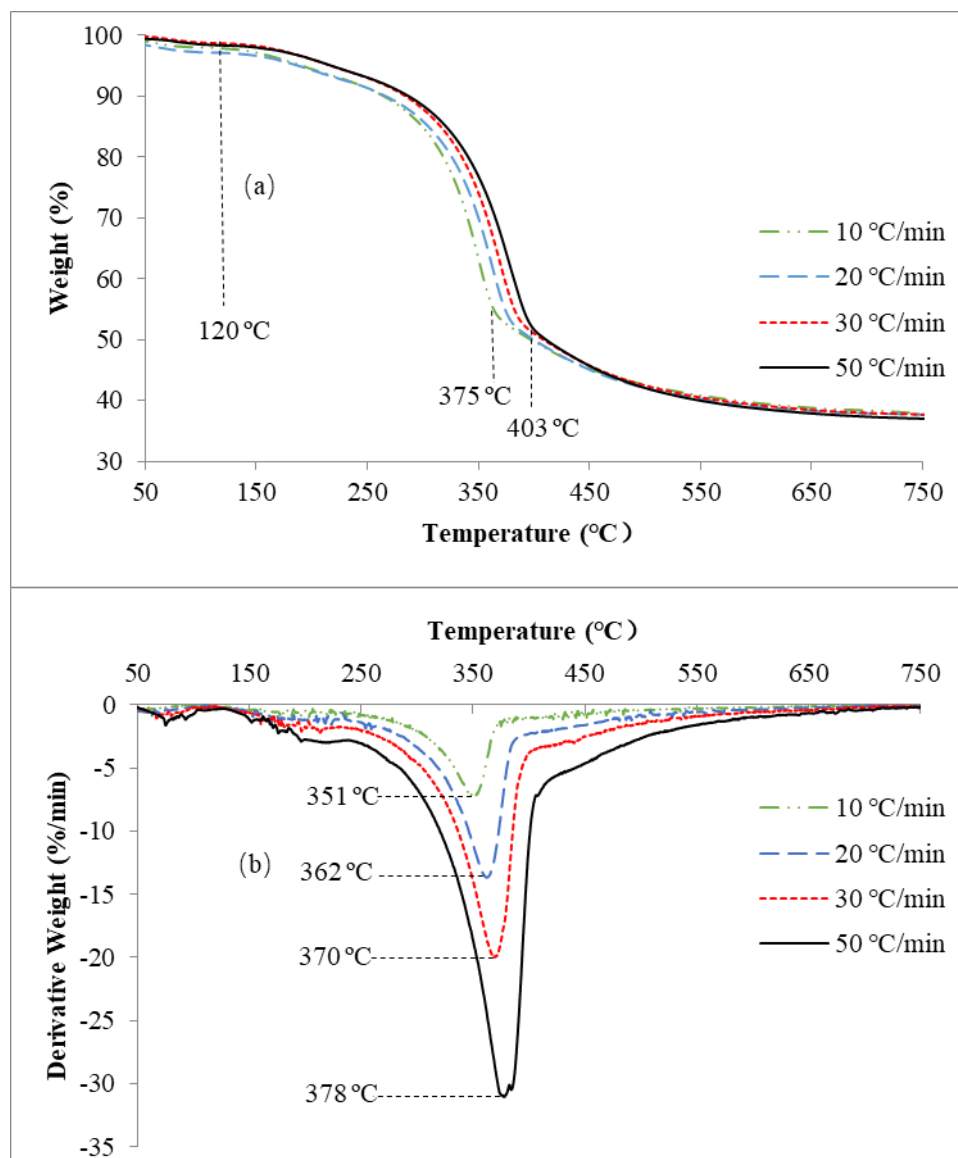 100
90
80
70
60
50
40
30
Weight (%)
(a)
120 ℃
375 ℃
403 ℃
10 ℃/min
20 ℃/min
30 ℃/min
50 ℃/min
50 150 250 350 450 550 650 750
Temperature (℃)
Temperature (℃)
50 150 250 350 450 550 650 750
0
-5
-10
-15
-20
-25
-30
-35
Derivative Weight (%/min)
351 ℃
(b)
362 ℃
370 ℃
378 ℃
10 ℃/min
20 ℃/min
30 ℃/min
50 ℃/min